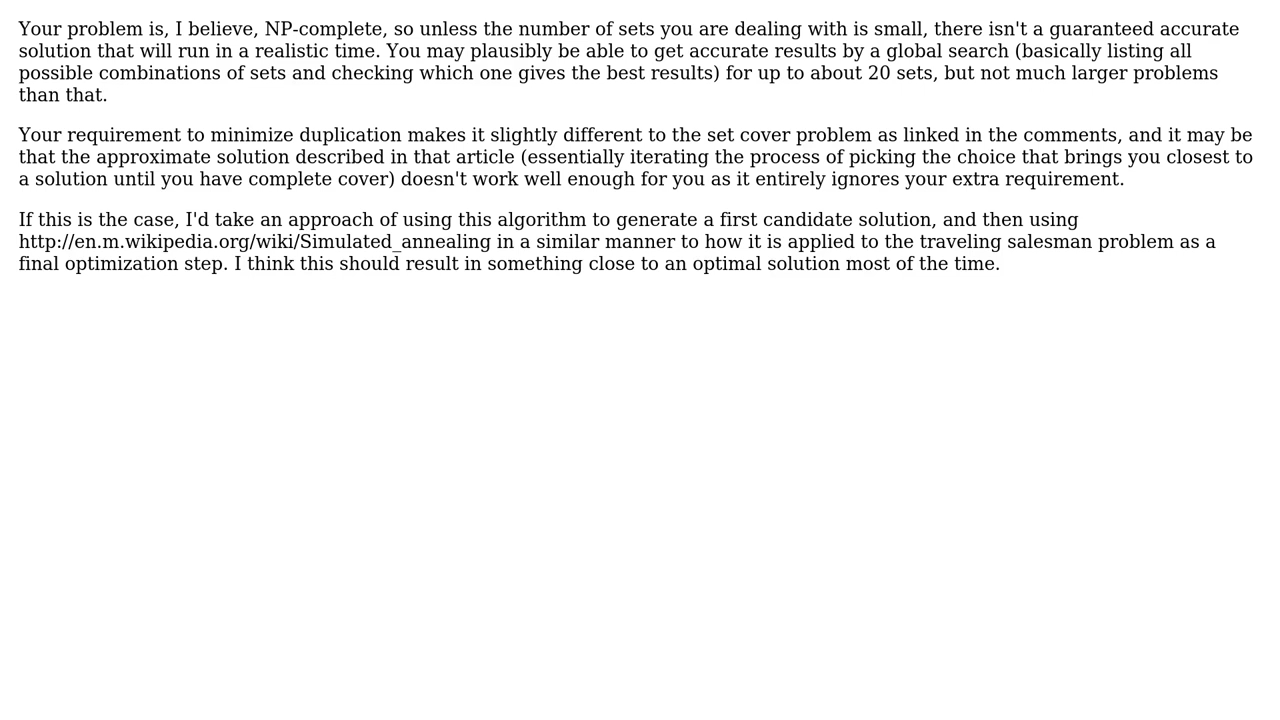 Your problem is, I believe, NP-complete, so unless the number of sets you are dealing with is small, there isn't a guaranteed accurate
solution that will run in a realistic time. You may plausibly be able to get accurate results by a global search (basically listing all
possible combinations of sets and checking which one gives the best results) for up to about 20 sets, but not much larger problems
than that.
Your requirement to minimize duplication makes it slightly different to the set cover problem as linked in the comments, and it may be
that the approximate solution described in that article (essentially iterating the process of picking the choice that brings you closest to
a solution until you have complete cover) doesn't work well enough for you as it entirely ignores your extra requirement.
If this is the case, I'd take an approach of using this algorithm to generate a first candidate solution, and then using
http://en.m.wikipedia.org/wiki/Simulated_annealing in a similar manner to how it is applied to the traveling salesman problem as a
final optimization step. I think this should result in something close to an optimal solution most of the time.